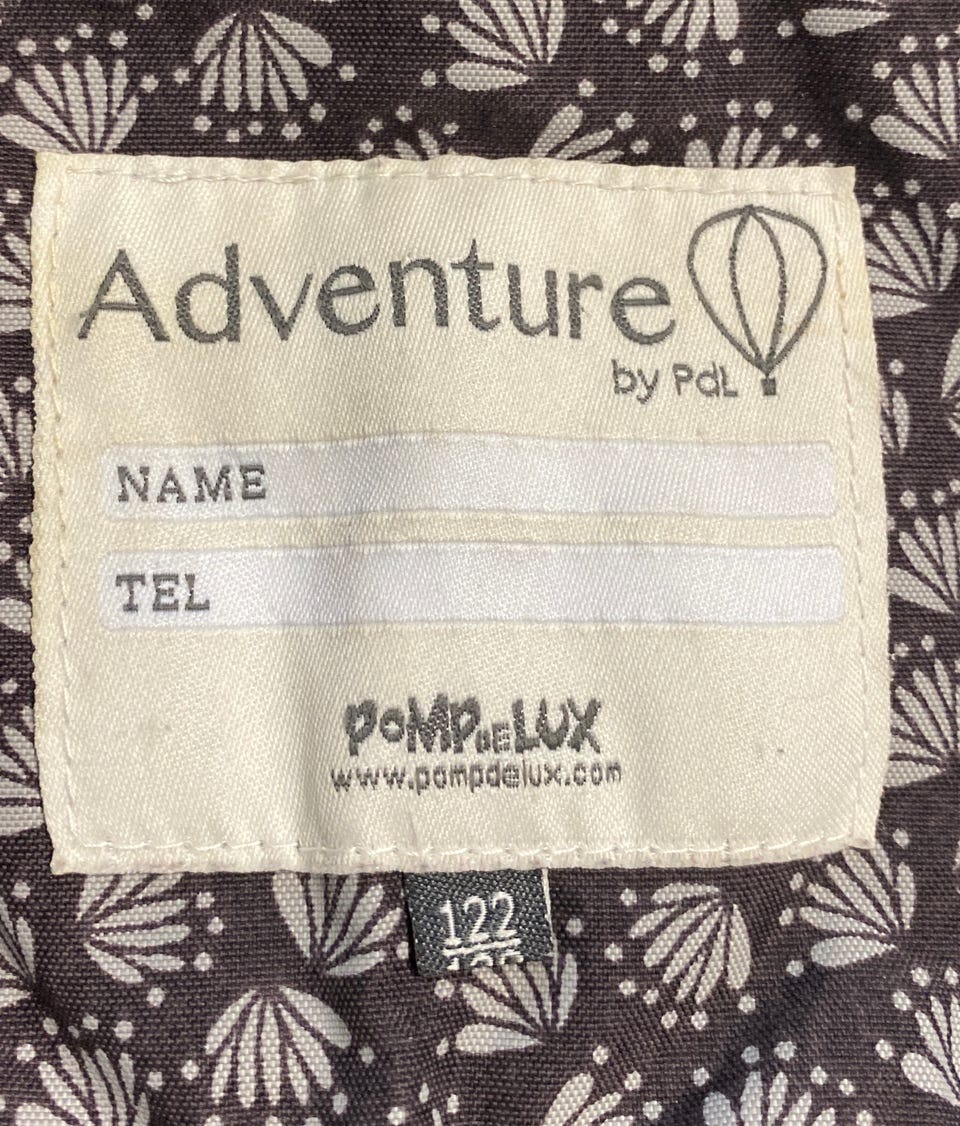 Adventure
by PdL
NAME
TEL
POMPDELUX
www.pompdelux.com
122